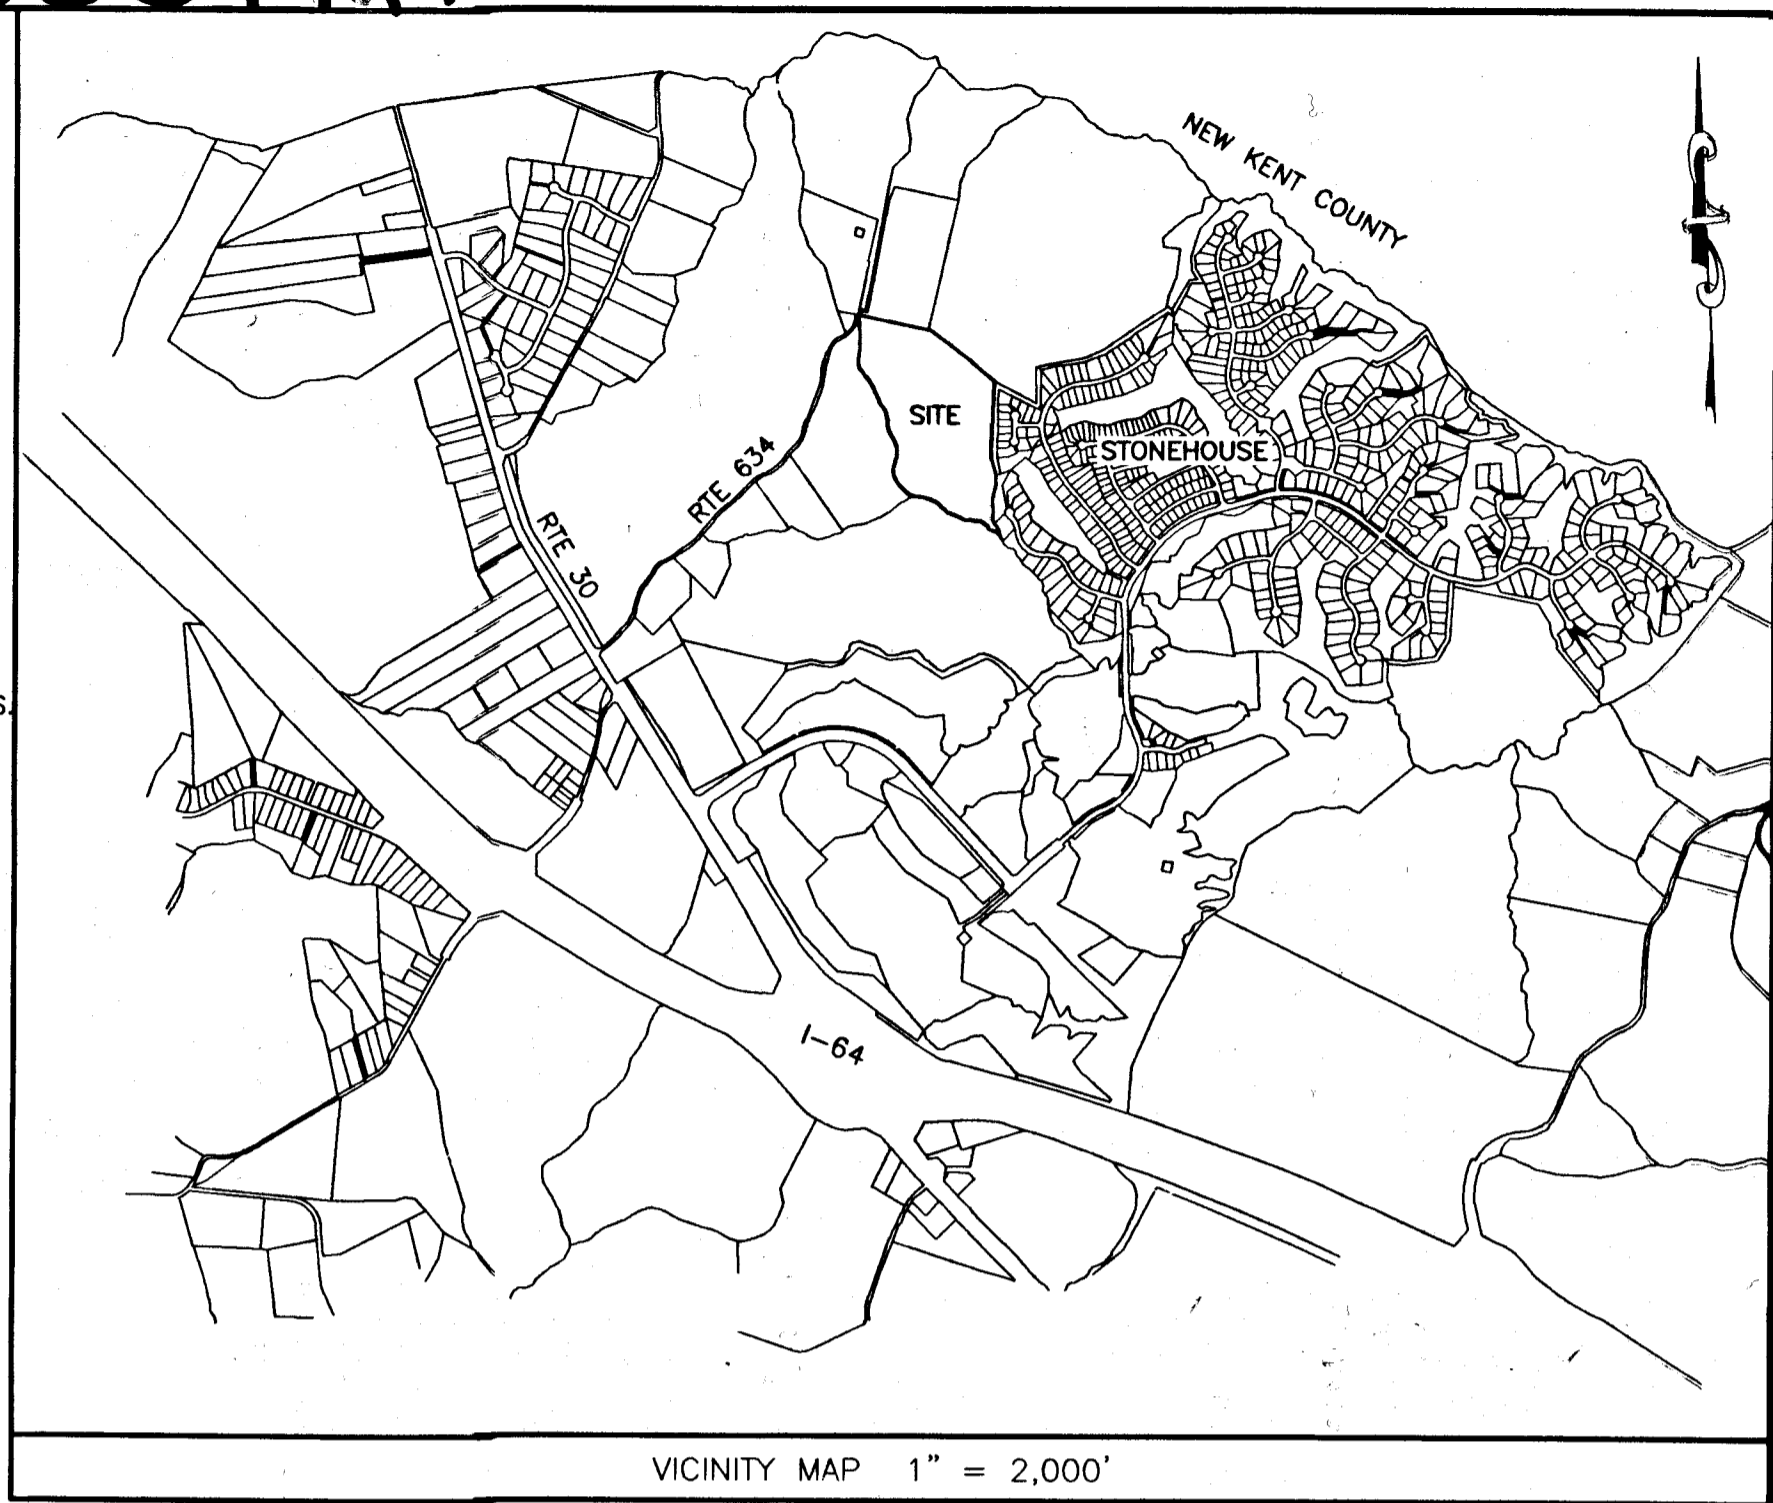 NEW KENT COUNTY
SITE
STONEHOUSE
RTE 634
RTE 30
I-64
VICINITY MAP 1" = 2,000'